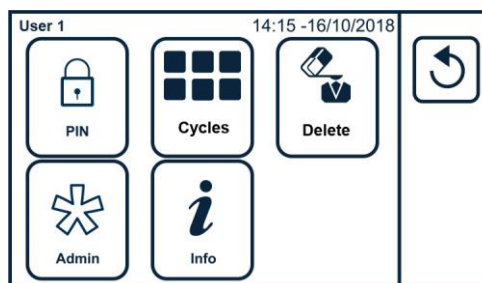 User 1 14:15 -16/10/2018
PIN Cycles Delete
Admin Info